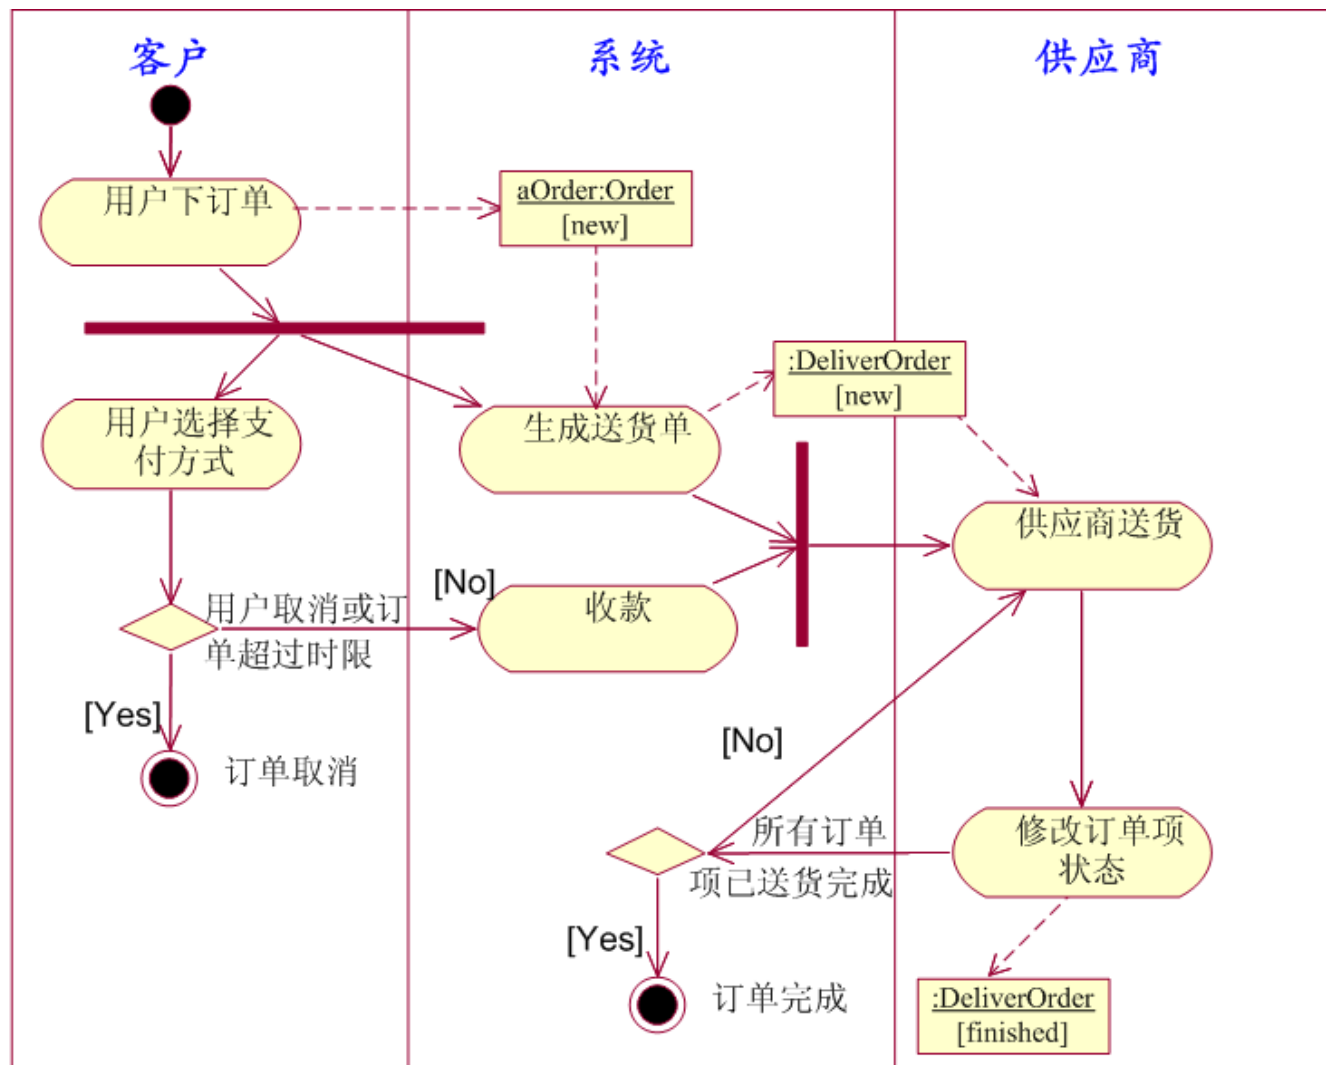 客户
系统
供应商
用户下订单
aOrder:Order
[new]
:DeliverOrder
[new]
用户选择支
付方式
生成送货单
供应商送货
[No]
用户取消或订
单超过时限
收款
[Yes]
订单取消
[No]
所有订单
项已送货完成
修改订单项
状态
[Yes]
订单完成
:DeliverOrder
[finished]